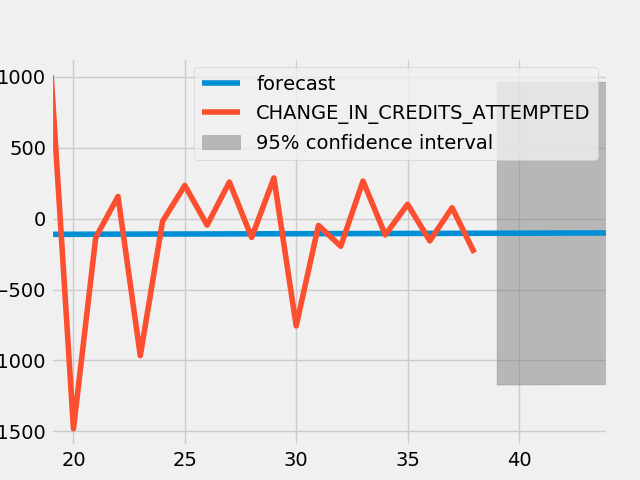 forecast
CHANGE_IN_CREDITS_ATTEMPTED
95% confidence interval
1000
500
0
−500
1000
1500
20 25 30 35 40